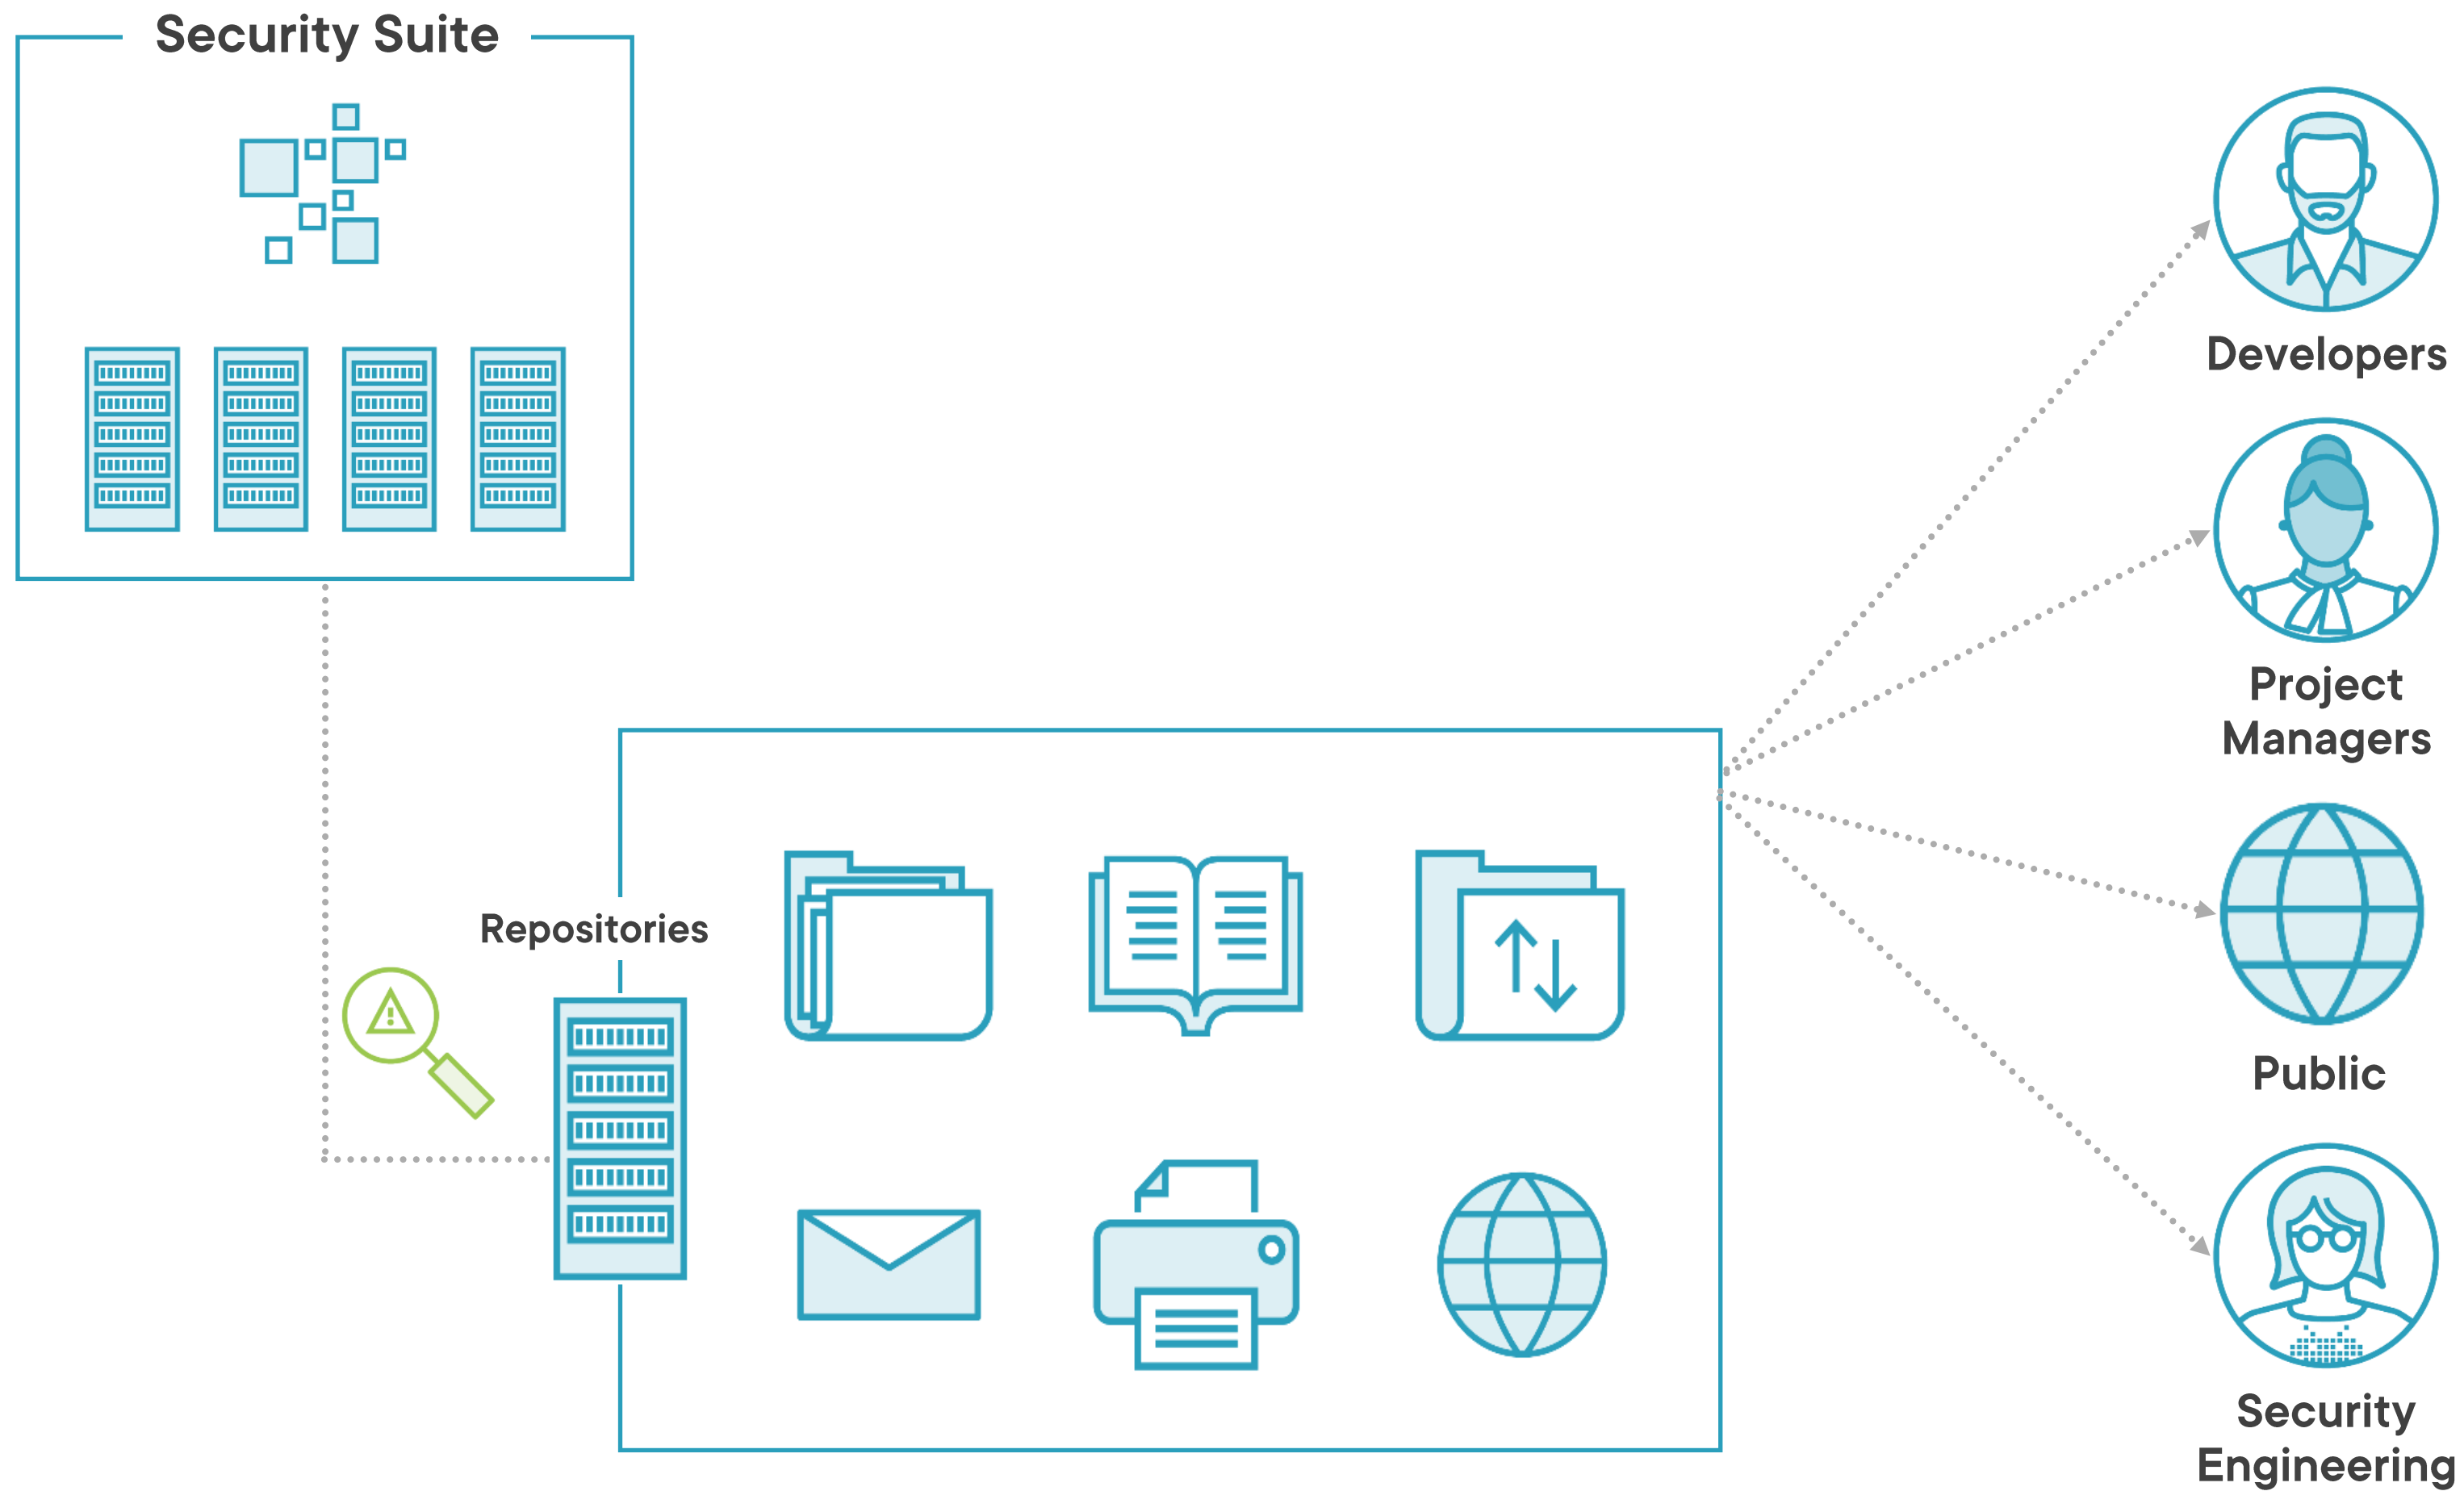 Security Suite
Developers
Project
Managers
Repositories
Public
Security
Engineering